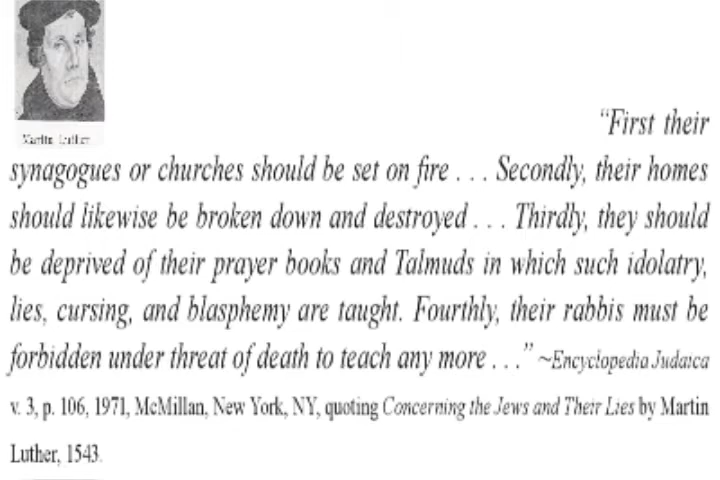 Martin Luther
“First their
synagogues or churches should be set on fire . . . Secondly, their homes
should likewise be broken down and destroyed . . . Thirdly, they should
be deprived of their prayer books and Talmuds in which such idolatry,
lies, cursing, and blasphemy are taught. Fourthly, their rabbis must be
forbidden under threat of death to teach any more . . .” ~Encyclopedia Judaica
v. 3, p. 106, 1971, McMillan, New York, NY, quoting Concerning the Jews and Their Lies by Martin
Luther, 1543.